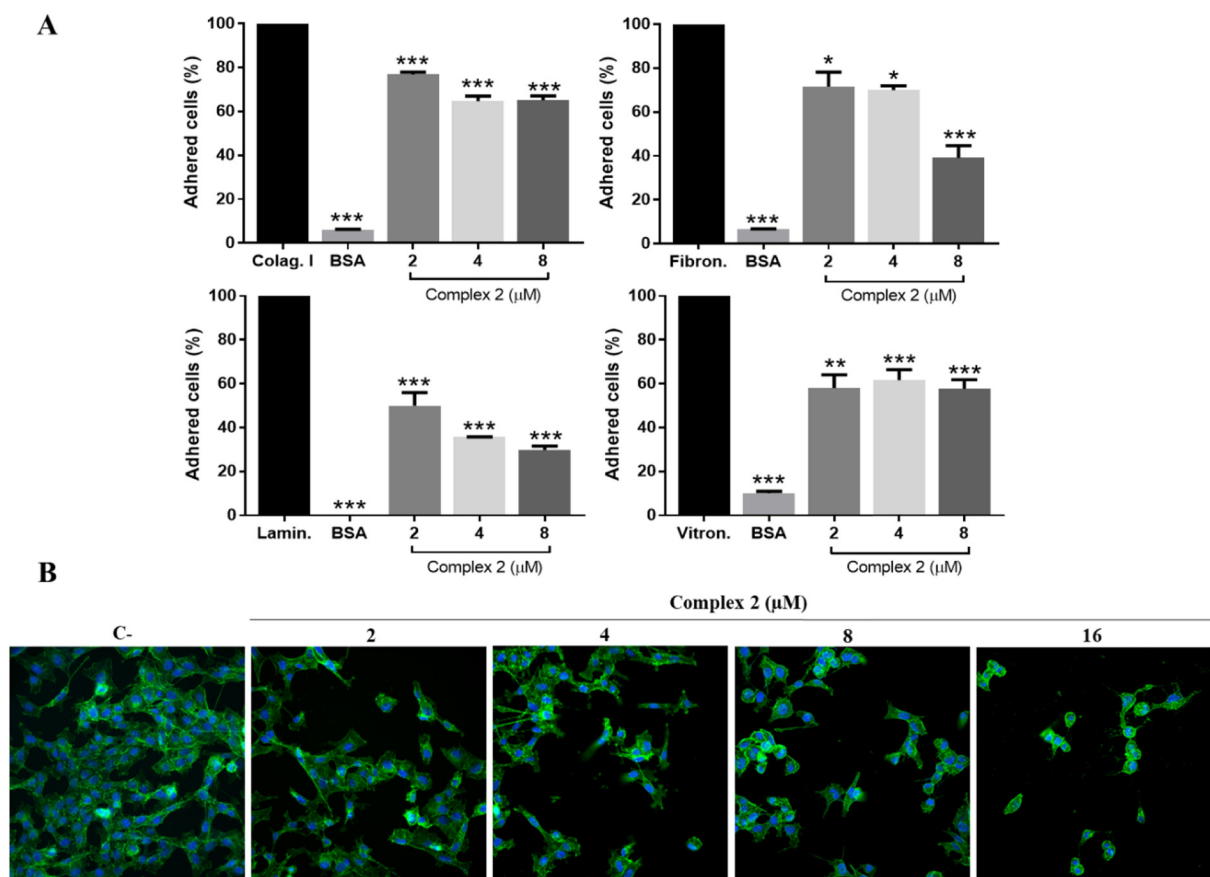 A
Adhered cells (%)
100
80
60
40
20
0
***
***
***
***
Colag. I BSA 2 4 8
Complex 2 (μM)
Adhered cells (%)
100
80
60
40
20
0
***
*
*
***
Fibron. BSA 2 4 8
Complex 2 (μM)
Adhered cells (%)
100
80
60
40
20
0
***
***
***
***
Lamin. BSA 2 4 8
Complex 2 (μM)
Adhered cells (%)
100
80
60
40
20
0
***
**
***
***
Vitron. BSA 2 4 8
Complex 2 (μM)
B
Complex 2 (μM)
C- 2 4 8 16